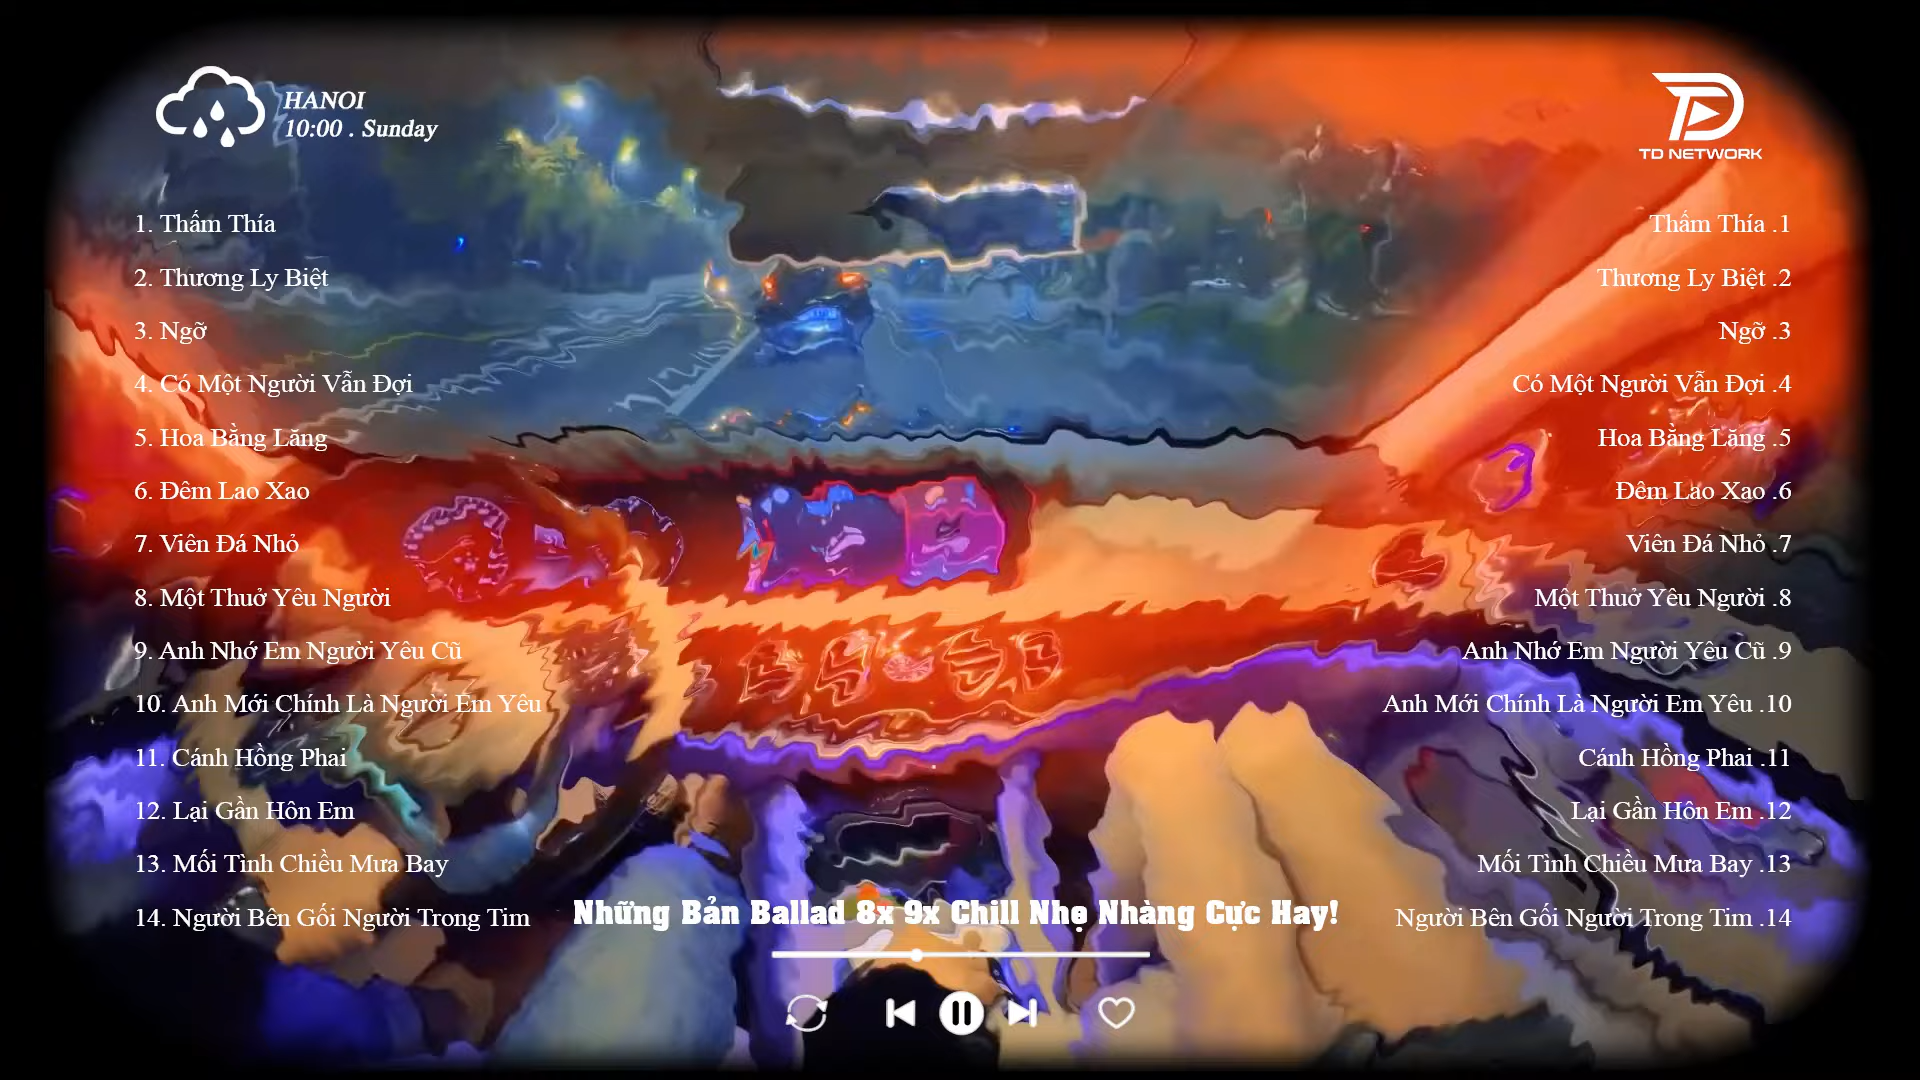 HANOI
10:00 . Sunday
TD NETWORK
1. Thấm Thía
2. Thương Ly Biệt
3. Ngỡ
4. Có Một Người Vẫn Đợi
5. Hoa Bằng Lăng
6. Đêm Lao Xao
7. Viên Đá Nhỏ
8. Một Thuở Yêu Người
9. Anh Nhớ Em Người Yêu Cũ
10. Anh Mới Chính Là Người Em Yêu
11. Cánh Hồng Phai
12. Lại Gần Hôn Em
13. Mối Tình Chiều Mưa Bay
14. Người Bên Gối Người Trong Tim
Thấm Thía .1
Thương Ly Biệt .2
Ngỡ .3
Có Một Người Vẫn Đợi .4
Hoa Bằng Lăng .5
Đêm Lao Xao .6
Viên Đá Nhỏ .7
Một Thuở Yêu Người .8
Anh Nhớ Em Người Yêu Cũ .9
Anh Mới Chính Là Người Em Yêu .10
Cánh Hồng Phai .11
Lại Gần Hôn Em .12
Mối Tình Chiều Mưa Bay .13
Người Bên Gối Người Trong Tim .14
Những Bản Ballad 8x 9x Chill Nhẹ Nhàng Cực Hay!